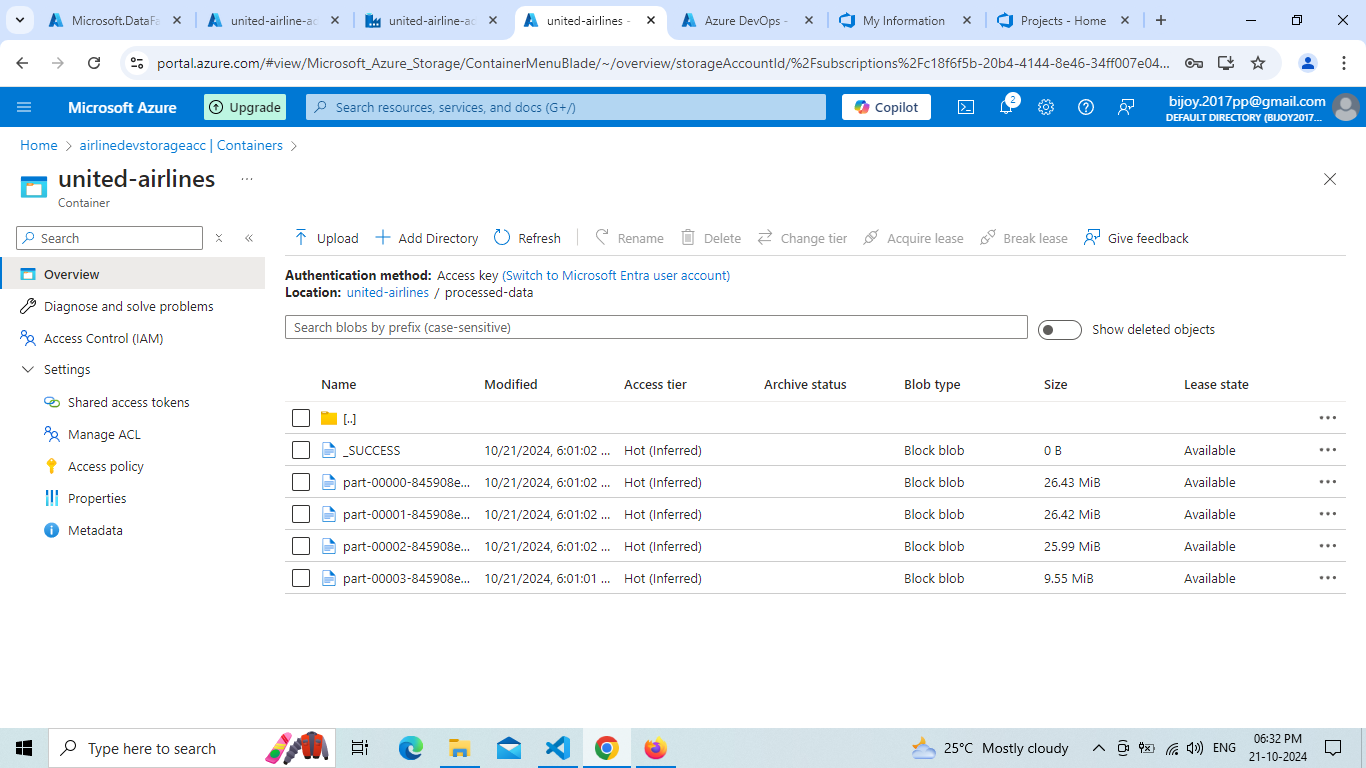 Microsoft.DataFa
united-airline-ac
united-airline-ac
united-airlines -
Azure DevOps -
My Information
Projects - Home
portal.azure.com/#view/Microsoft_Azure_Storage/ContainerMenuBlade/~/overview/storageAccountId/%2Fsubscriptions%2Fc18f6f5b-20b4-4144-8e46-34ff007e04...
Microsoft Azure
Upgrade
Search resources, services, and docs (G+/)
Copilot
2
bijoy.2017pp@gmail.com
DEFAULT DIRECTORY (BIJOY2017...
Home > airlinedevstorageacc | Containers >
united-airlines ...
Container
Search
Upload
Add Directory
Refresh
Rename
Delete
Change tier
Acquire lease
Break lease
Give feedback
Overview
Diagnose and solve problems
Access Control (IAM)
Settings
Shared access tokens
Manage ACL
Access policy
Properties
Metadata
Authentication method: Access key (Switch to Microsoft Entra user account)
Location: united-airlines / processed-data
Search blobs by prefix (case-sensitive)
Show deleted objects
Name Modified Access tier Archive status Blob type Size Lease state
[..]
_SUCCESS 10/21/2024, 6:01:02 ... Hot (Inferred) Block blob 0 B Available
part-00000-845908e... 10/21/2024, 6:01:02 ... Hot (Inferred) Block blob 26.43 MiB Available
part-00001-845908e... 10/21/2024, 6:01:02 ... Hot (Inferred) Block blob 26.42 MiB Available
part-00002-845908e... 10/21/2024, 6:01:02 ... Hot (Inferred) Block blob 25.99 MiB Available
part-00003-845908e... 10/21/2024, 6:01:01 ... Hot (Inferred) Block blob 9.55 MiB Available
Type here to search
25°C Mostly cloudy
ENG
06:32 PM
21-10-2024